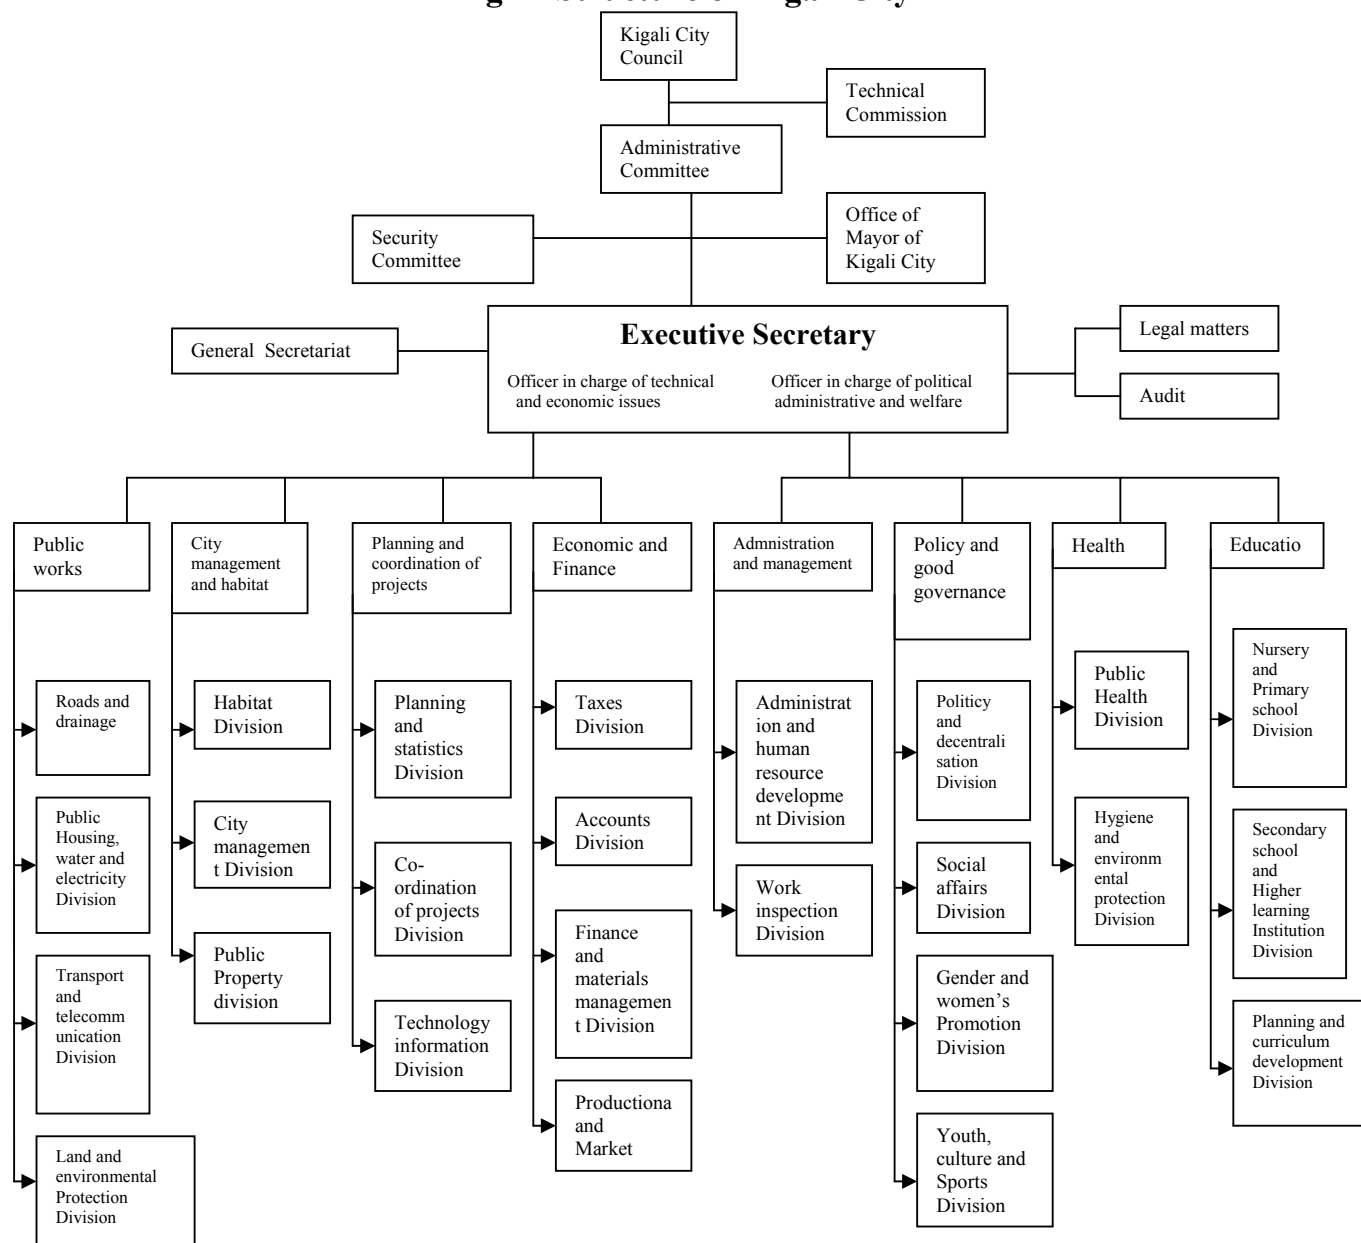 Kigali City
Council
Technical
Commission
Administrative
Committee
Security
Committee
Office of
Mayor of
Kigali City
Executive Secretary
Officer in charge of technical
and economic issues
Officer in charge of political
administrative and welfare
General Secretariat
Legal matters
Audit
Public
works
City
management
and habitat
Planning and
coordination of
projects
Economic and
Finance
Admnistration
and management
Policy and
good
governance
Health
Educatio
Roads and
drainage
Public
Housing,
water and
electricity
Division
Transport
and
telecomm
unication
Division
Land and
environmental
Protection
Division
Habitat
Division
City
managemen
t Division
Public
Property
division
Planning
and
statistics
Division
Co-
ordination
of projects
Division
Technology
information
Division
Taxes
Division
Accounts
Division
Finance
and
materials
managemen
t Division
Productiona
and
Market
Administrat
ion and
human
resource
developme
nt Division
Work
inspection
Division
Politicy
and
decentrali
sation
Division
Social
affairs
Division
Gender and
women’s
Promotion
Division
Youth,
culture and
Sports
Division
Public
Health
Division
Hygiene
and
environm
ental
protection
Division
Nursery
and
Primary
school
Division
Secondary
school
and
Higher
learning
Institution
Division
Planning and
curriculum
development
Division